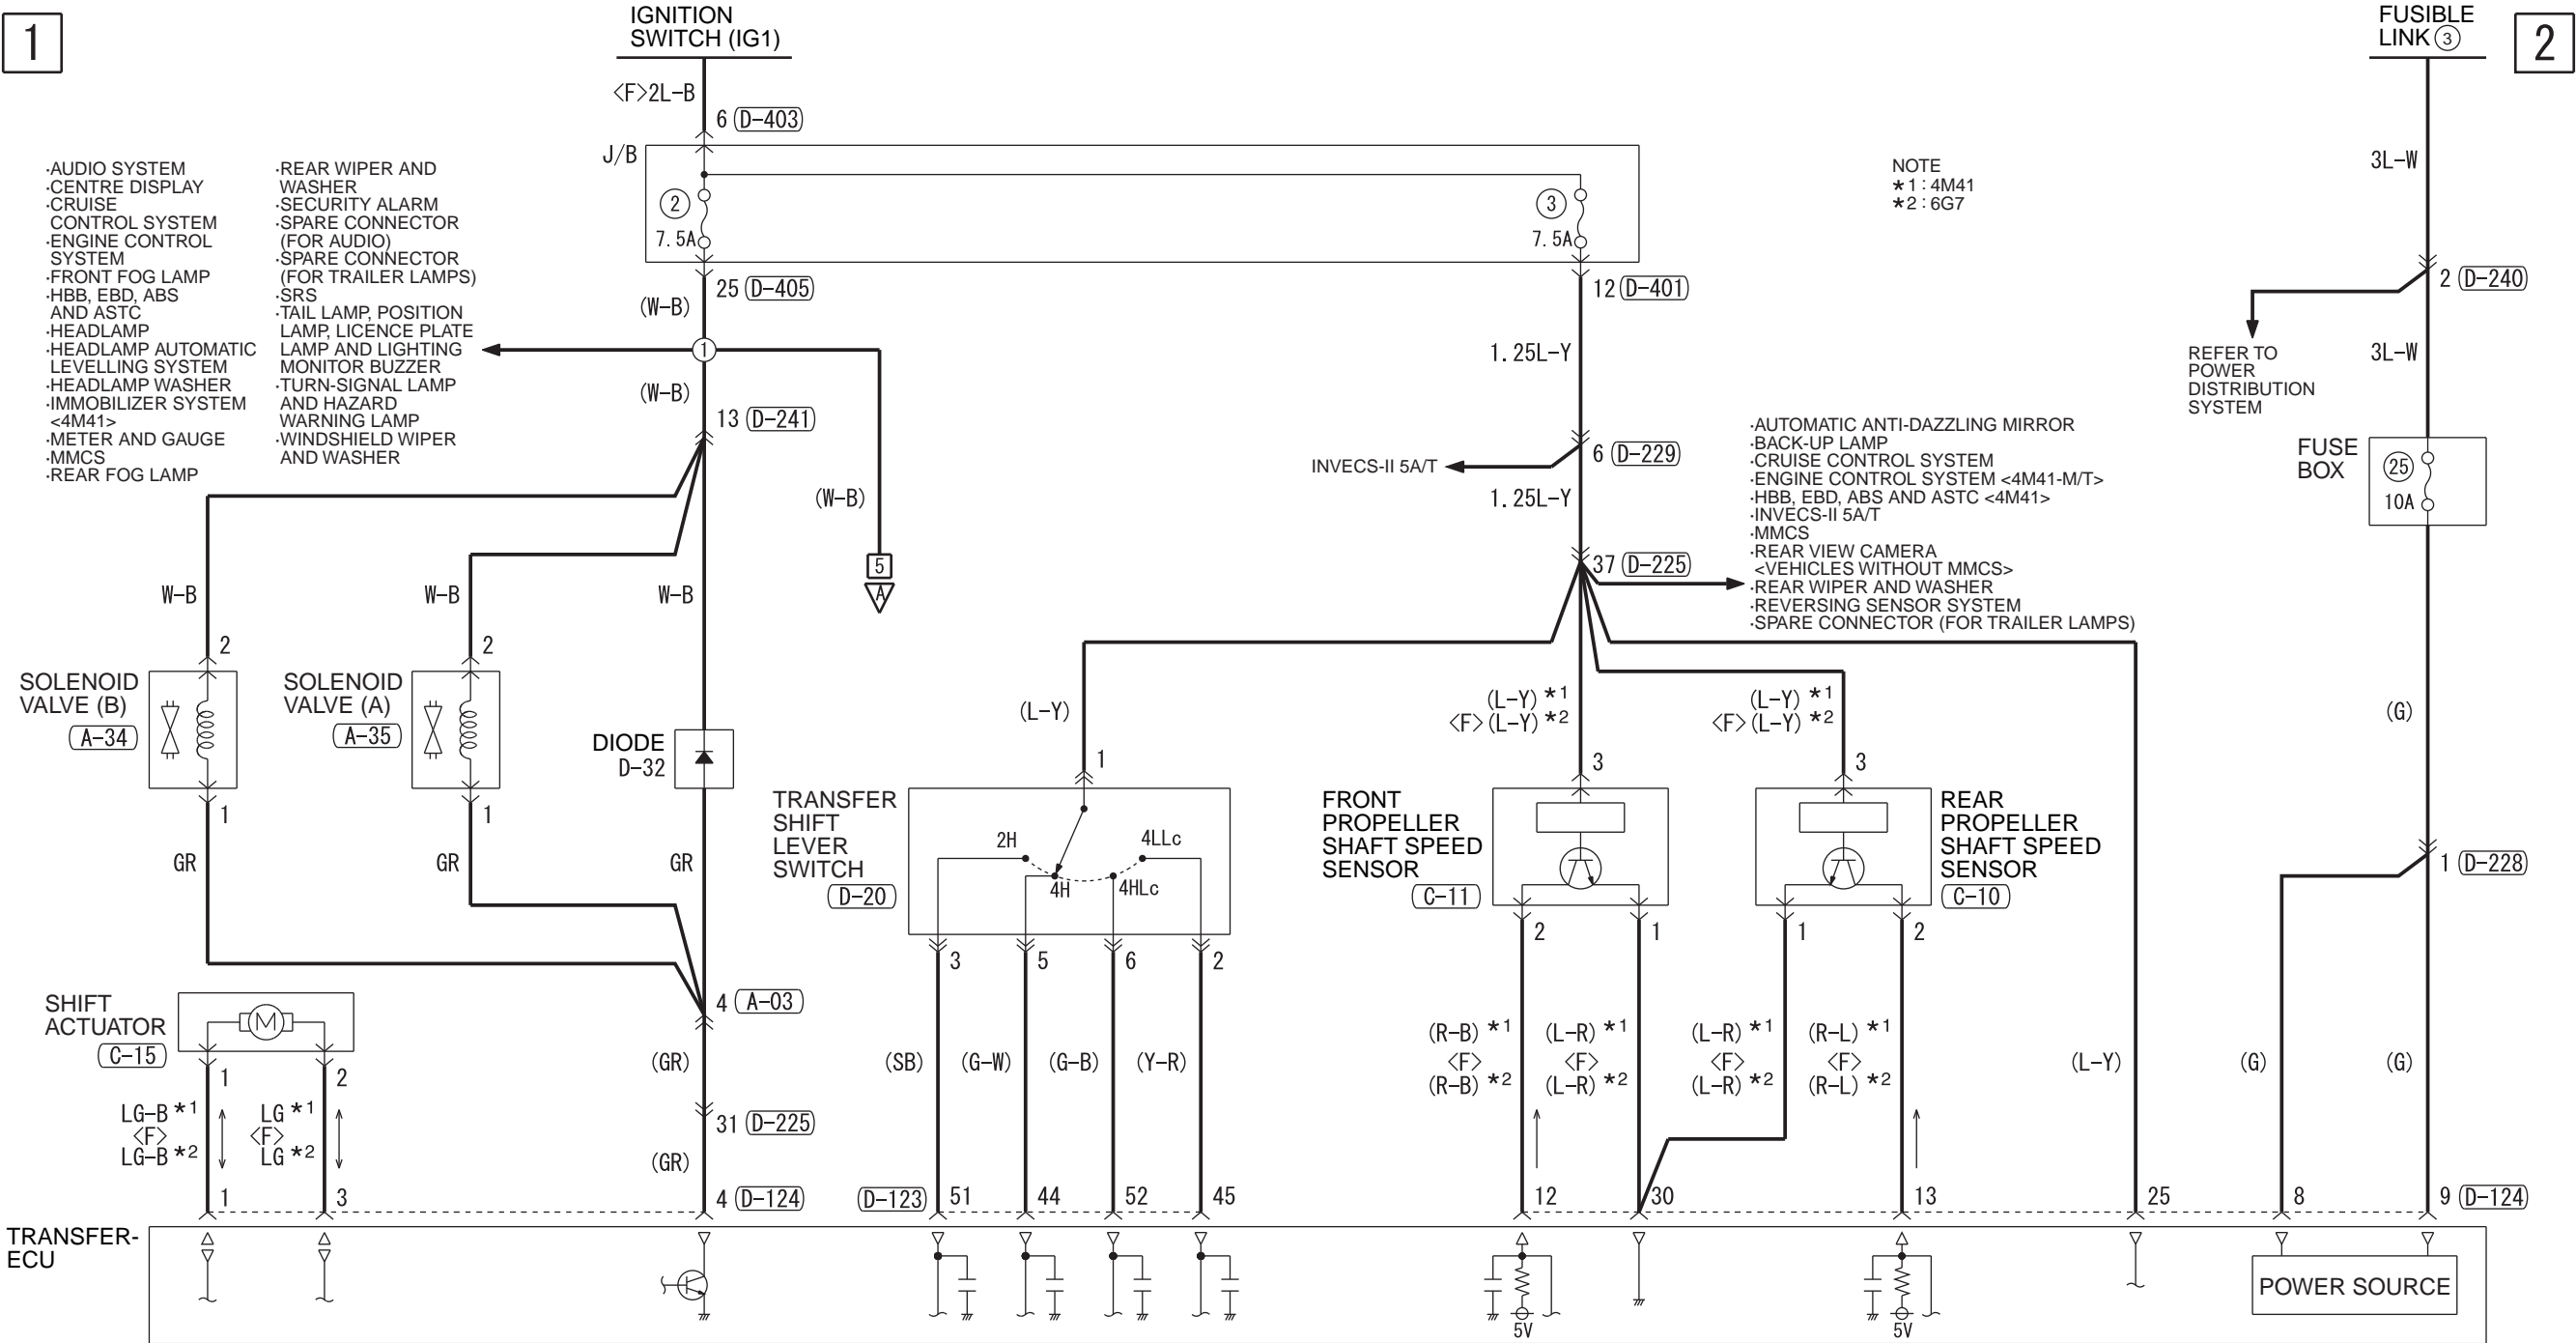 1
IGNITION
SWITCH (IG1)
FUSIBLE
LINK ③
2
<F>2L-B
6 (D-403)
J/B
2
7.5A
3
7.5A
NOTE
*1 : 4M41
*2 : 6G7
3L-W
·AUDIO SYSTEM
·CENTRE DISPLAY
·CRUISE
CONTROL SYSTEM
·ENGINE CONTROL
SYSTEM
·FRONT FOG LAMP
·HBB, EBD, ABS
AND ASTC
·HEADLAMP
·HEADLAMP AUTOMATIC
LEVELLING SYSTEM
·HEADLAMP WASHER
·IMMOBILIZER SYSTEM
<4M41>
·METER AND GAUGE
·MMCS
·REAR FOG LAMP
·REAR WIPER AND
WASHER
·SECURITY ALARM
·SPARE CONNECTOR
(FOR AUDIO)
·SPARE CONNECTOR
(FOR TRAILER LAMPS)
·SRS
·TAIL LAMP, POSITION
LAMP, LICENCE PLATE
LAMP AND LIGHTING
MONITOR BUZZER
·TURN-SIGNAL LAMP
AND HAZARD
WARNING LAMP
·WINDSHIELD WIPER
AND WASHER
25 (D-405)
(W-B)
1
(W-B)
13 (D-241)
(W-B)
5
A
12 (D-401)
1.25L-Y
6 (D-229)
INVECS-II 5A/T
1.25L-Y
37 (D-225)
·AUTOMATIC ANTI-DAZZLING MIRROR
·BACK-UP LAMP
·CRUISE CONTROL SYSTEM
·ENGINE CONTROL SYSTEM <4M41-M/T>
·HBB, EBD, ABS AND ASTC <4M41>
·INVECS-II 5A/T
·MMCS
·REAR VIEW CAMERA
<VEHICLES WITHOUT MMCS>
·REAR WIPER AND WASHER
·REVERSING SENSOR SYSTEM
·SPARE CONNECTOR (FOR TRAILER LAMPS)
2 (D-240)
REFER TO
POWER
DISTRIBUTION
SYSTEM
3L-W
FUSE
BOX
25
10A
W-B
W-B
W-B
2
2
SOLENOID
VALVE (B)
A-34
SOLENOID
VALVE (A)
A-35
DIODE
D-32
1
1
GR
GR
GR
(L-Y)
1
(L-Y) *1
<F>(L-Y) *2
3
(L-Y) *1
<F>(L-Y) *2
3
(G)
TRANSFER
SHIFT
LEVER
SWITCH
D-20
2H
4H
4HLc
4LLc
FRONT
PROPELLER
SHAFT SPEED
SENSOR
C-11
REAR
PROPELLER
SHAFT SPEED
SENSOR
C-10
1 (D-228)
3
5
6
2
2
1
1
2
SHIFT
ACTUATOR
C-15
M
1
2
LG-B *1
<F>
LG-B *2
LG *1
<F>
LG *2
4 (A-03)
(GR)
31 (D-225)
(GR)
(SB)
(G-W)
(G-B)
(Y-R)
(R-B) *1
<F>
(R-B) *2
(L-R) *1
<F>
(L-R) *2
(L-R) *1
<F>
(L-R) *2
(R-L) *1
<F>
(R-L) *2
(L-Y)
(G)
(G)
1
3
4 (D-124)
(D-123) 51
44
52
45
12
30
13
25
8
9 (D-124)
TRANSFER-
ECU
5V
5V
POWER SOURCE